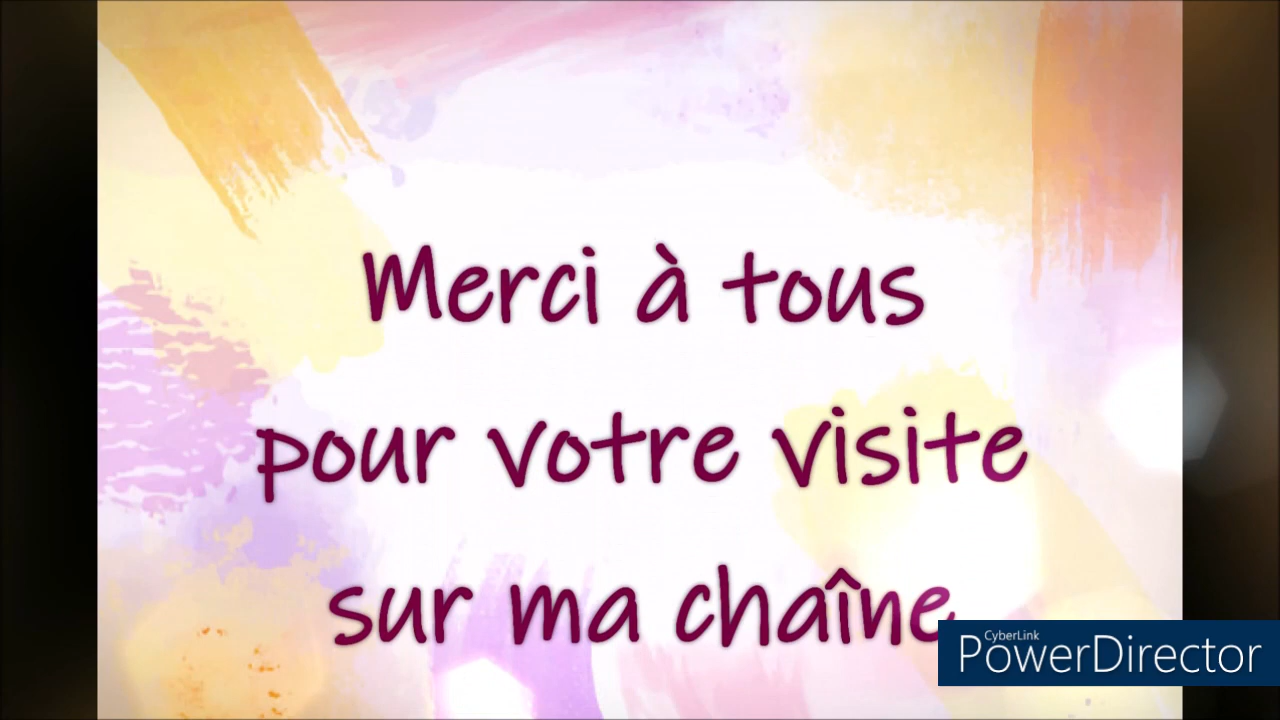 Merci à tous
pour votre visite
sur ma chaîne
CyberLink
PowerDirector